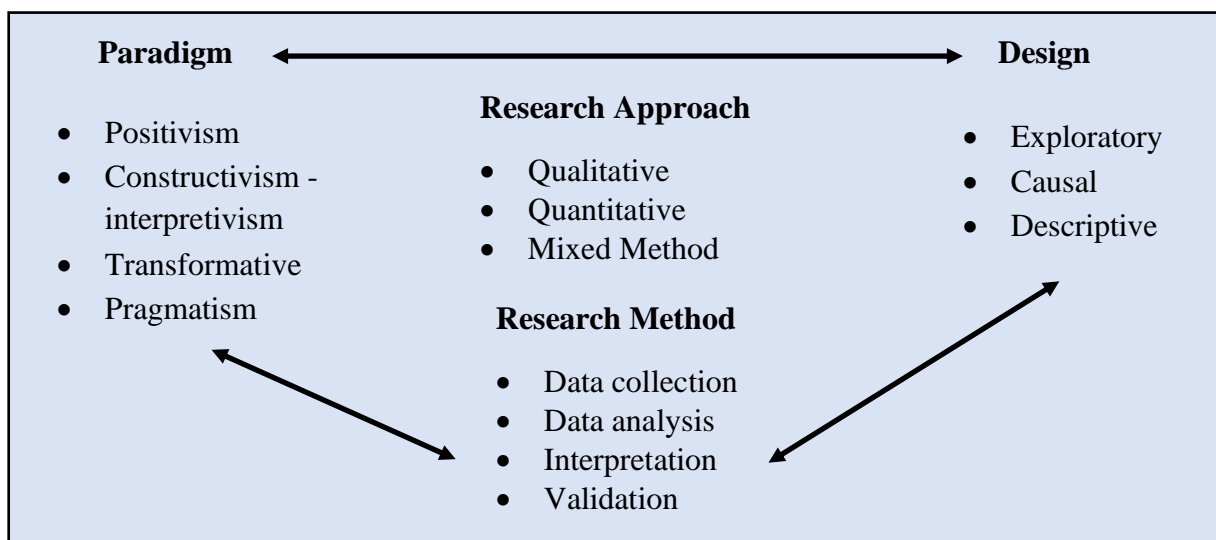 Paradigm
• Positivism
• Constructivism -
interpretivism
• Transformative
• Pragmatism
Research Approach
• Qualitative
• Quantitative
• Mixed Method
Research Method
• Data collection
• Data analysis
• Interpretation
• Validation
Design
• Exploratory
• Causal
• Descriptive